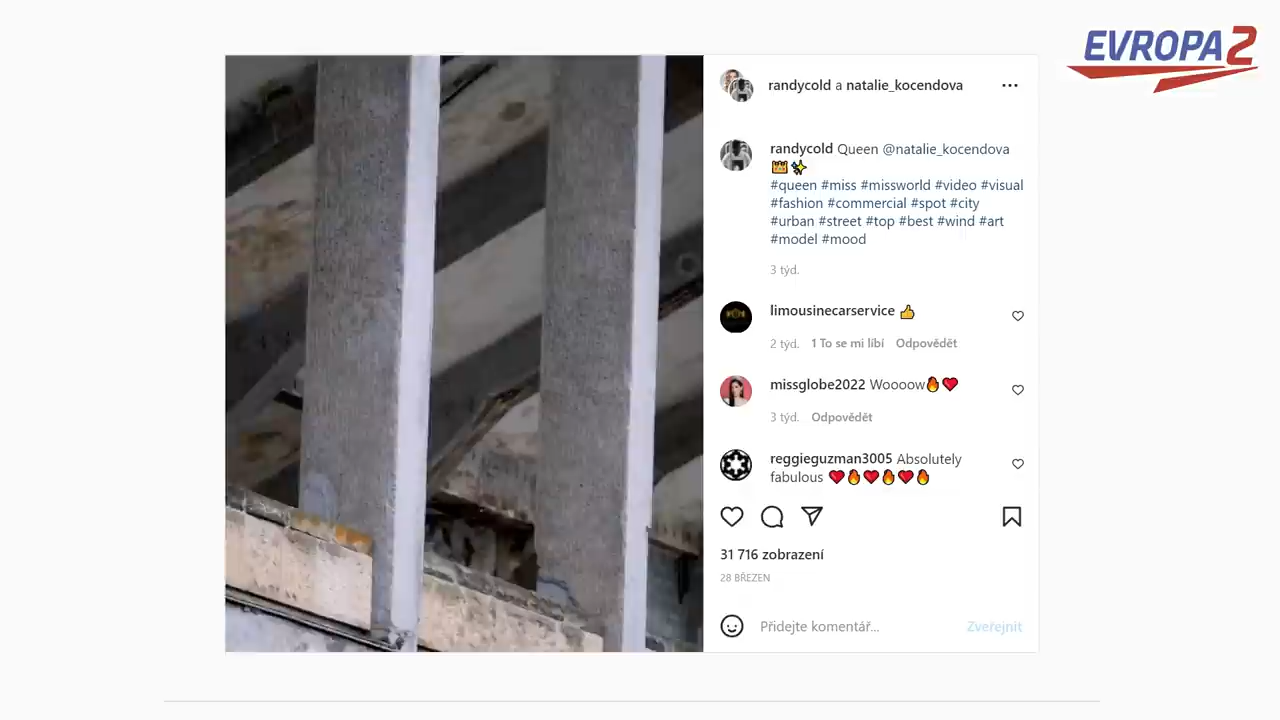 EVROPA 2
randycold a natalie_kocendova
randycold Queen @natalie_kocendova
#queen #miss #missworld #video #visual
#fashion #commercial #spot #city
#urban #street #top #best #wind #art
#model #mood
3 týd.
limousinecarservice 👍
2 týd. 1 To se mi líbí Odpovědět
missglobe2022 Woooow🔥❤️
3 týd. Odpovědět
reggieguzman3005 Absolutely
fabulous ❤️🔥❤️🔥❤️🔥
31 716 zobrazení
28 BŘEZEN
Přidejte komentář...
Zveřejnit